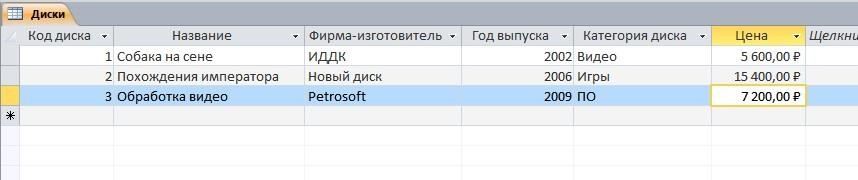 Диски
Код диска Название Фирма-изготовитель Год выпуска Категория диска Цена Щелкни
1 Собака на сене ИДДК 2002 Видео 5 600,00 ₽
2 Похождения императора Новый диск 2006 Игры 15 400,00 ₽
3 Обработка видео Petrosoft 2009 ПО 7 200,00 ₽